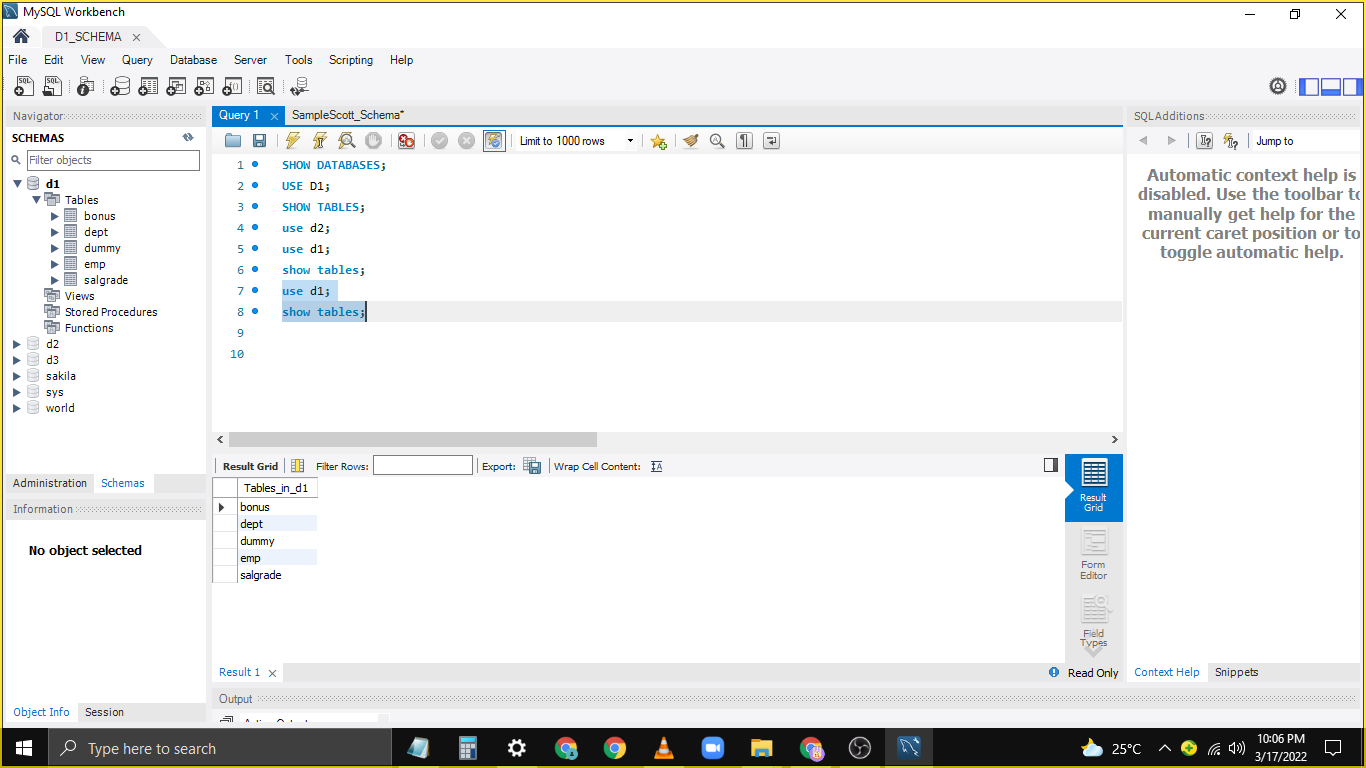 MySQL Workbench
D1_SCHEMA
File Edit View Query Database Server Tools Scripting Help
Navigator
SCHEMAS
Filter objects
d1
Tables
bonus
dept
dummy
emp
salgrade
Views
Stored Procedures
Functions
d2
d3
sakila
sys
world
Administration Schemas
Information
No object selected
Object Info Session
Query 1 SampleScott_Schema*
Limit to 1000 rows
1 SHOW DATABASES;
2 USE D1;
3 SHOW TABLES;
4 use d2;
5 use d1;
6 show tables;
7 use d1;
8 show tables;
9
10
Result Grid Filter Rows: Export: Wrap Cell Content:
Tables_in_d1
bonus
dept
dummy
emp
salgrade
Result
Grid
Form
Editor
Field
Types
Result 1 Read Only
Output
SQLAdditions
Jump to
Automatic context help is
disabled. Use the toolbar to
manually get help for the
current caret position or to
toggle automatic help.
Context Help Snippets
Type here to search
25°C
10:06 PM
3/17/2022